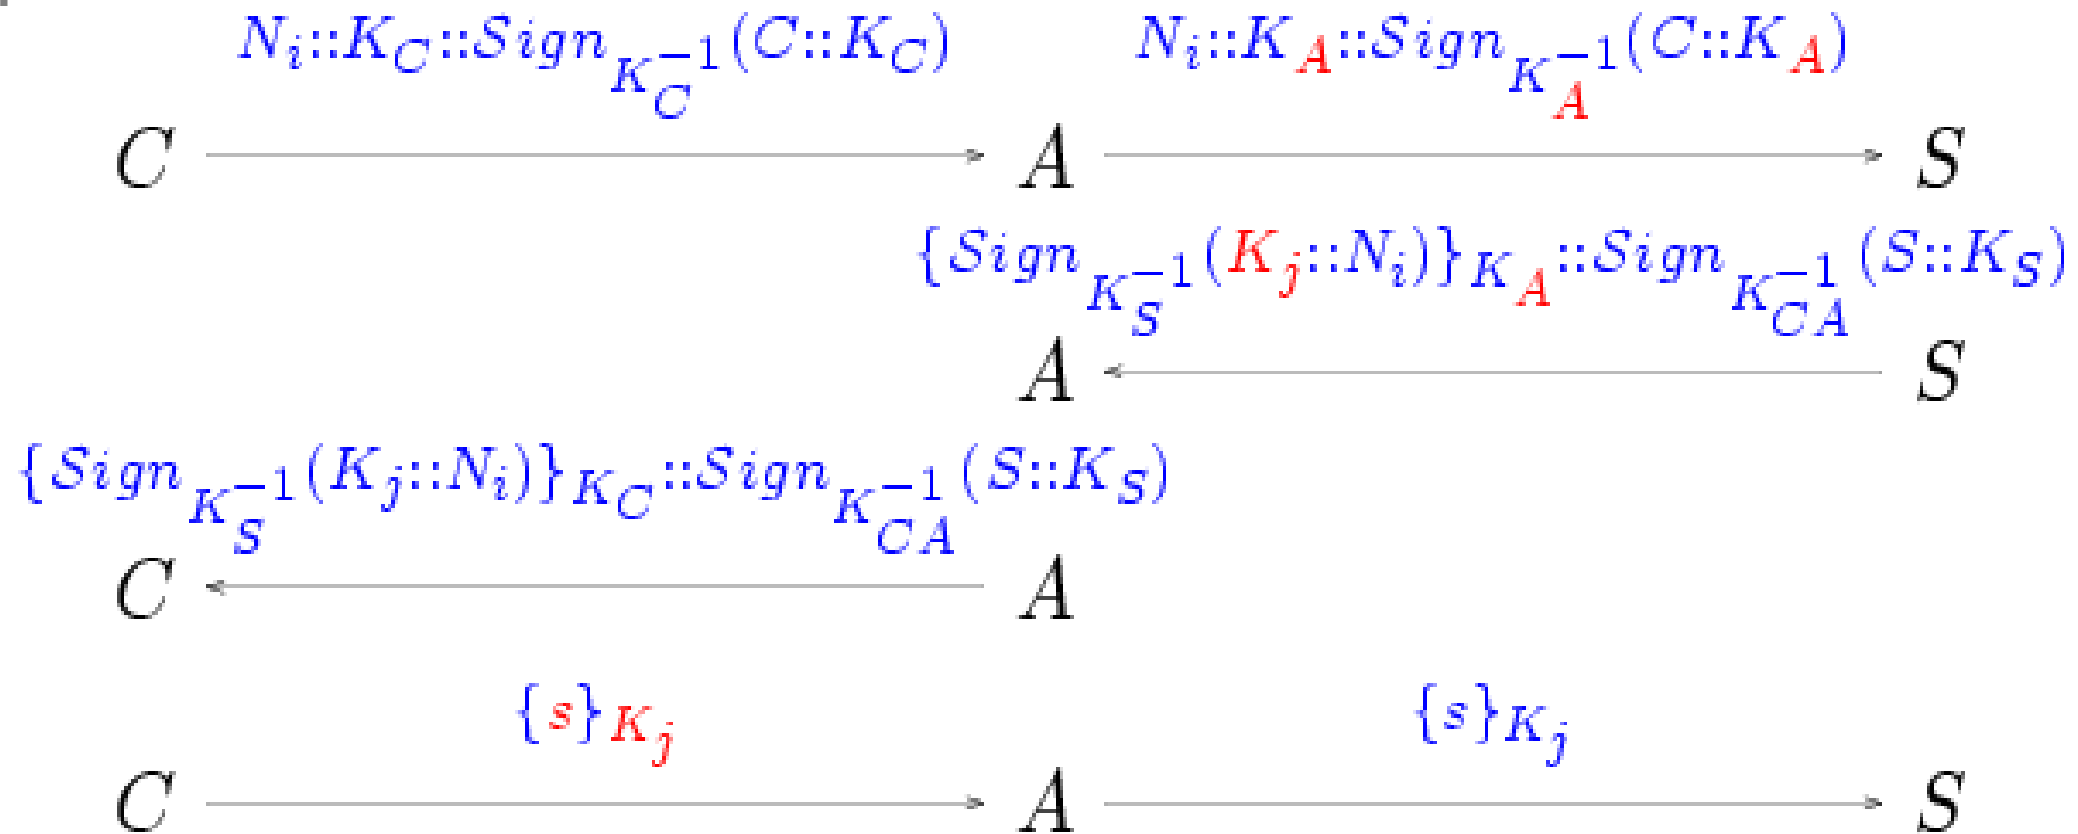 N_i::K_C::Sign_{K_C^{-1}}(C::K_C) N_i::K_A::Sign_{K_A^{-1}}(C::K_A)
C A S
{Sign_{K_S^{-1}}(K_j::N_i)}_{K_A}::Sign_{K_{CA}^{-1}}(S::K_S)
A S
{Sign_{K_S^{-1}}(K_j::N_i)}_{K_C}::Sign_{K_{CA}^{-1}}(S::K_S)
C A
{s}_{K_j} {s}_{K_j}
C A S